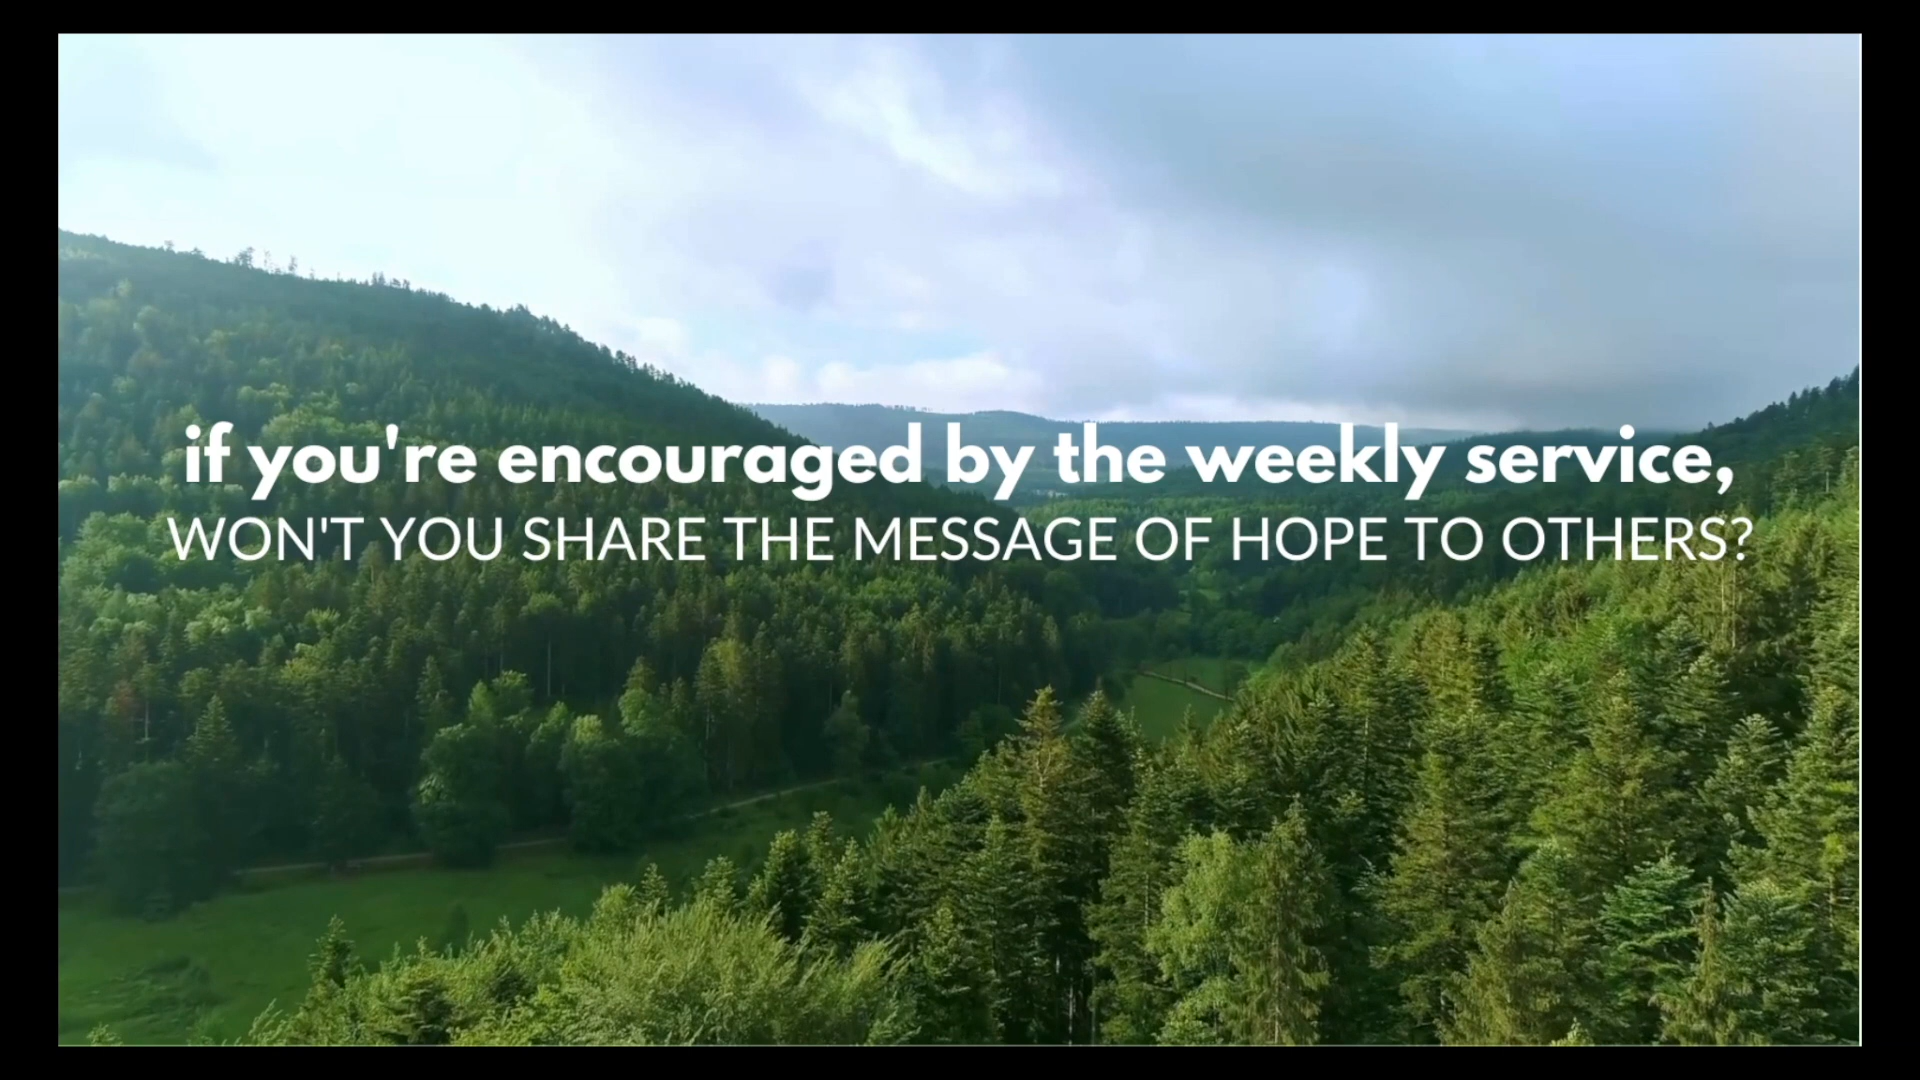 if you're encouraged by the weekly service,
WON'T YOU SHARE THE MESSAGE OF HOPE TO OTHERS?